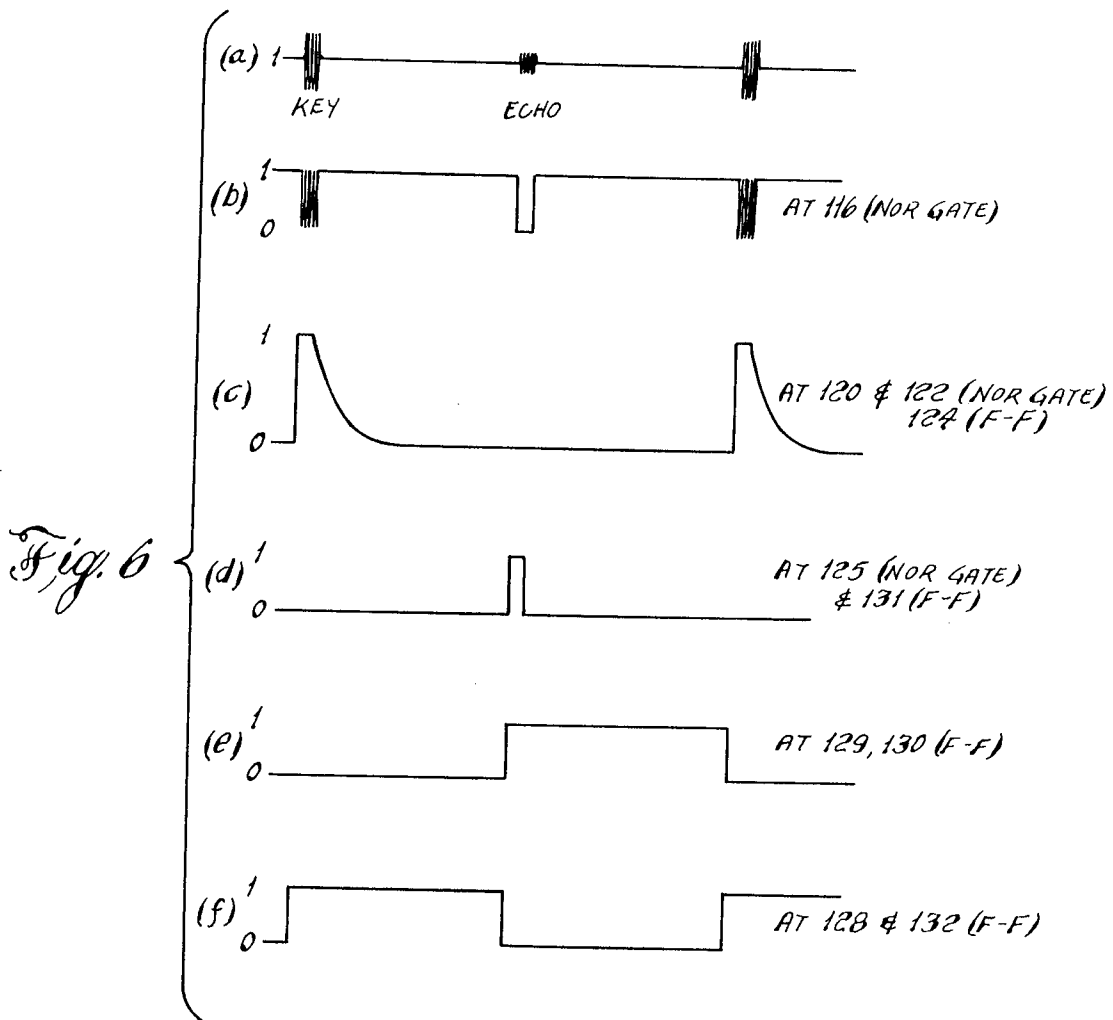 (a) 1
KEY ECHO
(b) 1 0 AT 116 (NOR GATE)
(c) 1 0 AT 120 & 122 (NOR GATE)
124 (F-F)
Fig. 6
(d) 1 0 AT 125 (NOR GATE)
& 131 (F-F)
(e) 1 0 AT 129, 130 (F-F)
(f) 1 0 AT 128 & 132 (F-F)